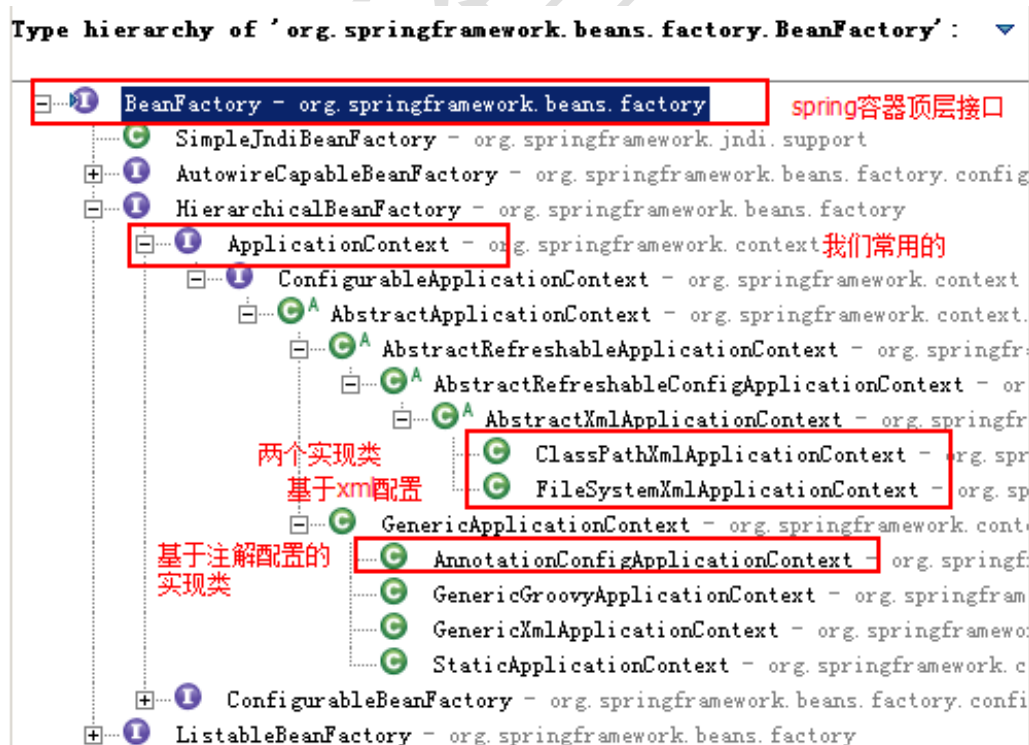 Type hierarchy of 'org.springframework.beans.factory.BeanFactory':
BeanFactory - org.springframework.beans.factory spring容器顶层接口
SimpleJndiBeanFactory - org.springframework.jndi.support
AutowireCapableBeanFactory - org.springframework.beans.factory.config
HierarchicalBeanFactory - org.springframework.beans.factory
ApplicationContext - org.springframework.context 我们常用的
ConfigurableApplicationContext - org.springframework.context
A AbstractApplicationContext - org.springframework.context.
A AbstractRefreshableApplicationContext - org.springfr
A AbstractRefreshableConfigApplicationContext - or
A AbstractXmlApplicationContext - org.springfr
两个实现类 ClassPathXmlApplicationContext - org.spr
基于xml配置 FileSystemXmlApplicationContext - org.sp
GenericApplicationContext - org.springframework.cont
基于注解配置的 AnnotationConfigApplicationContext - org.springf
实现类 GenericGroovyApplicationContext - org.springfram
GenericXmlApplicationContext - org.springframewo
StaticApplicationContext - org.springframework.c
ConfigurableBeanFactory - org.springframework.beans.factory.confi
ListableBeanFactory - org.springframework.beans.factory